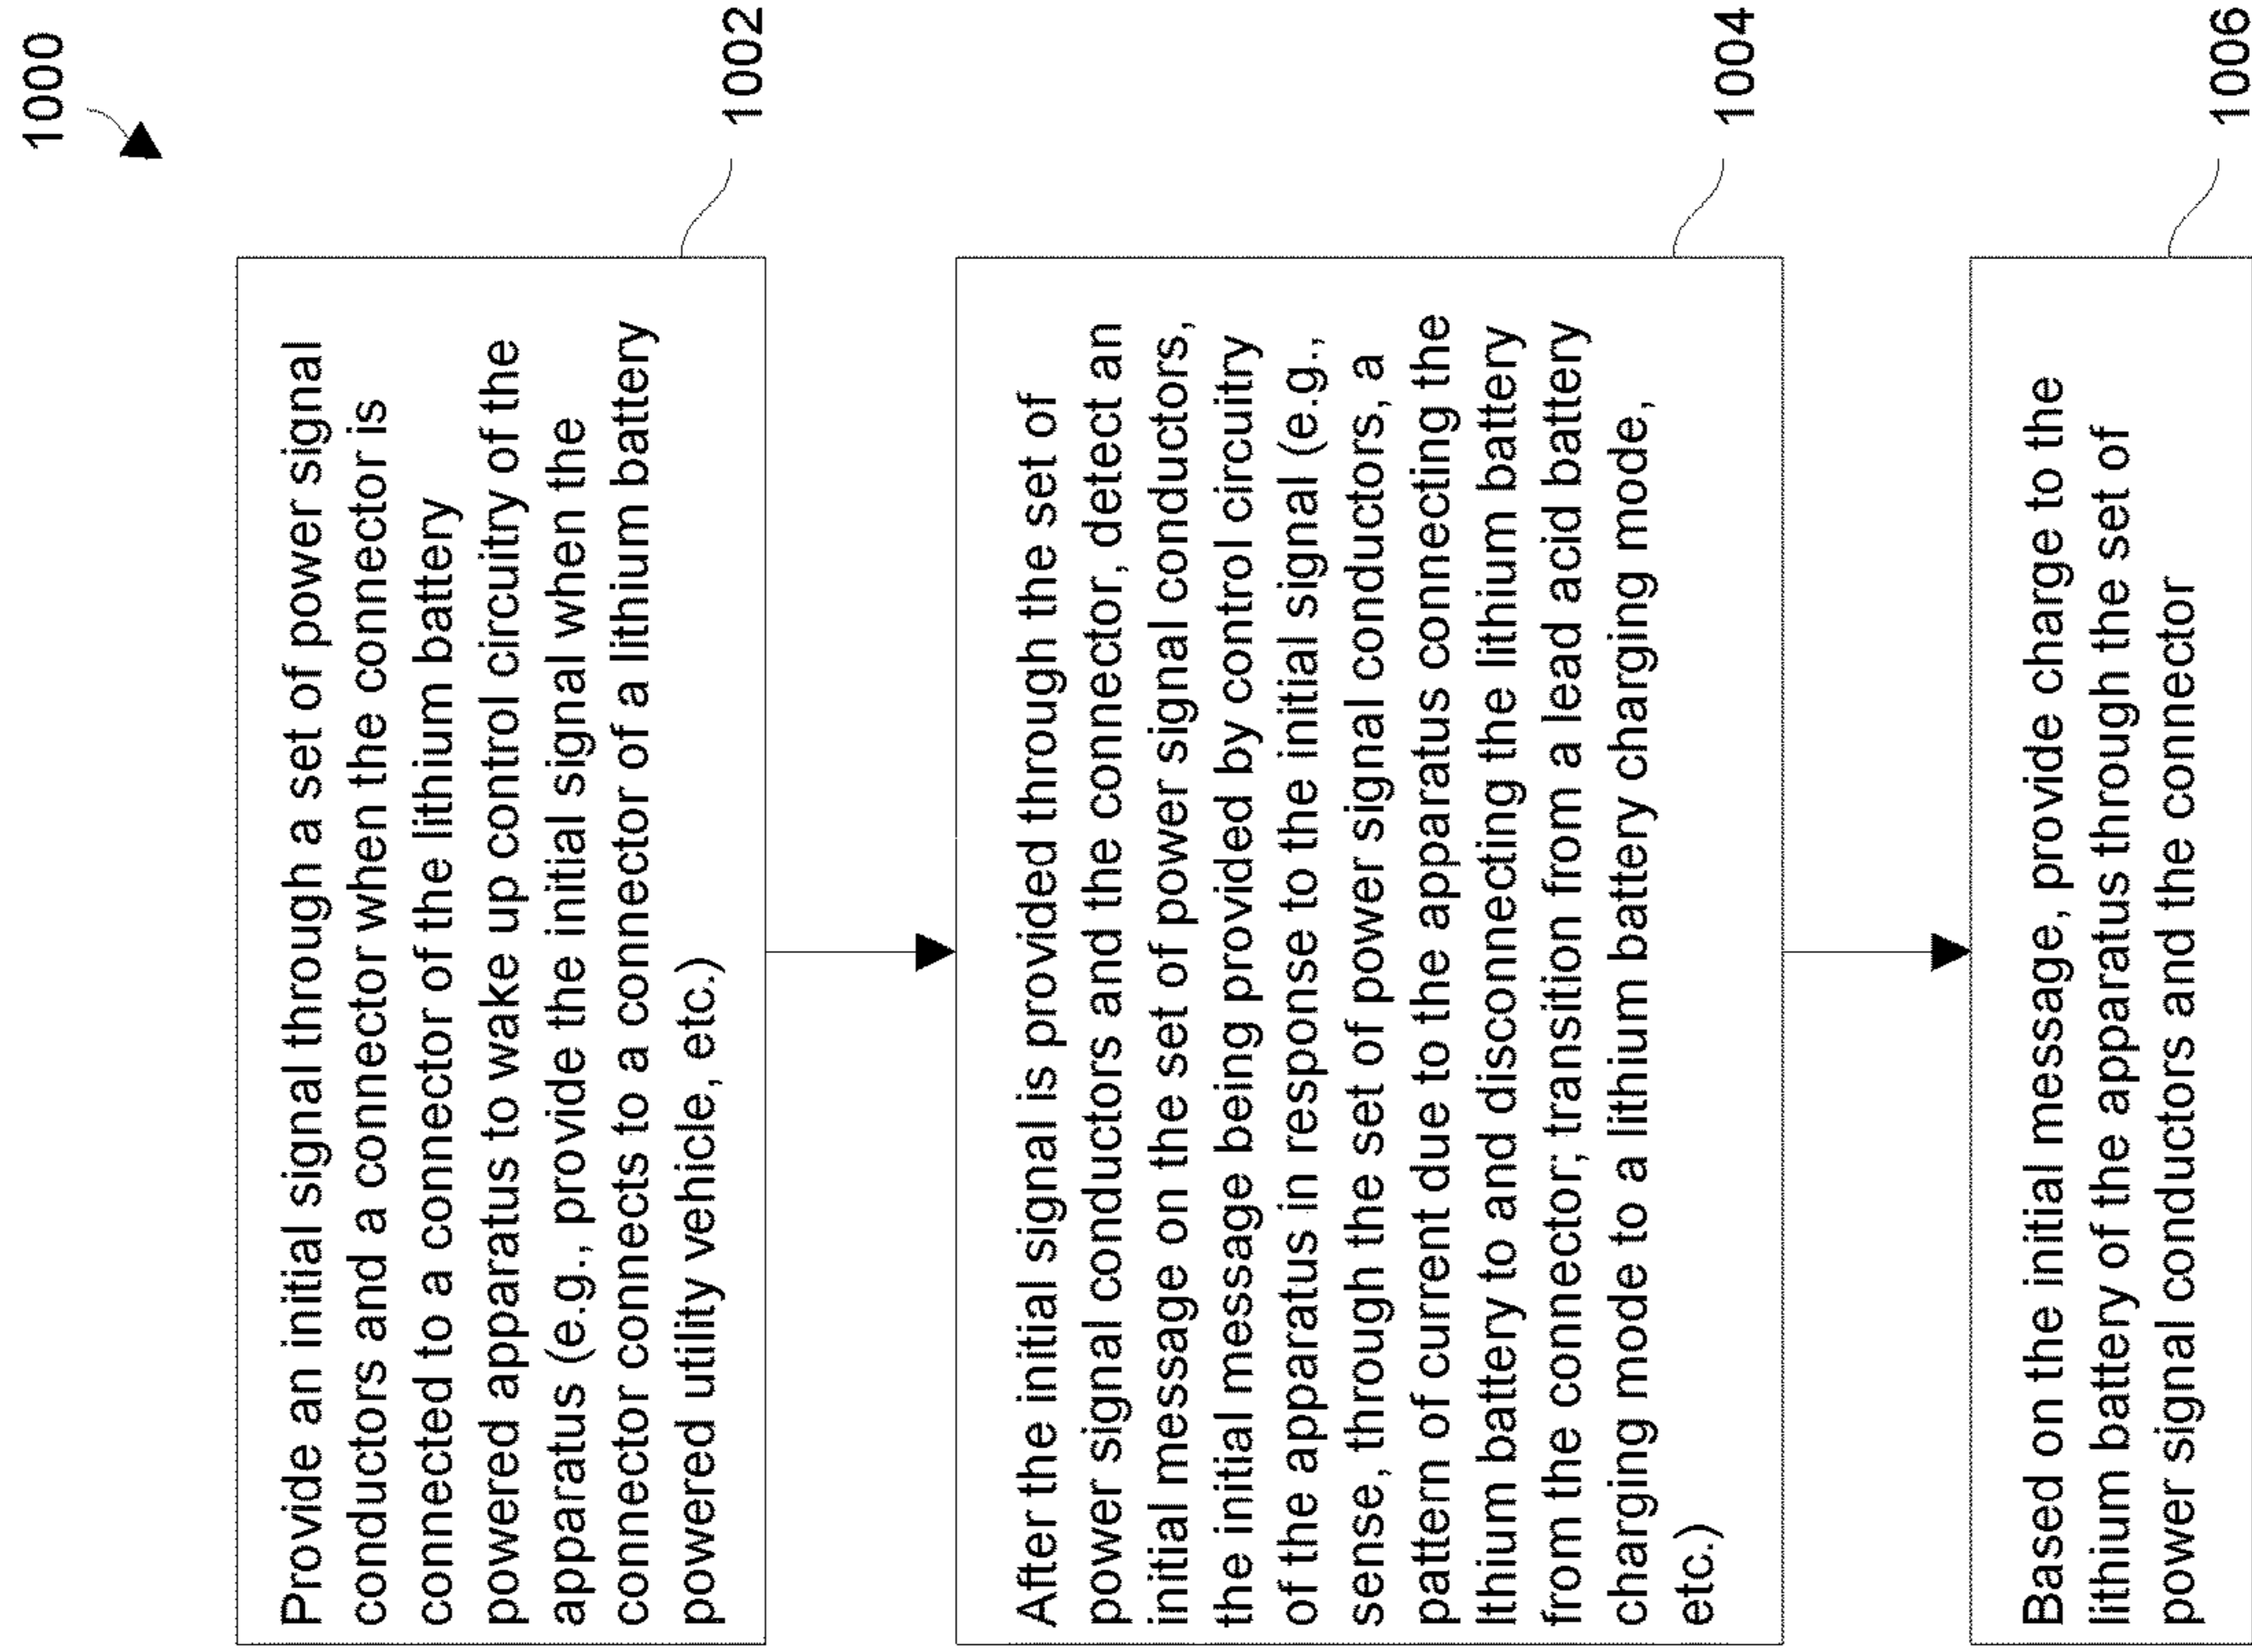 1000
Provide an initial signal through a set of power signal
conductors and a connector when the connector is
connected to a connector of the lithium battery
powered apparatus to wake up control circuitry of the
apparatus (e.g., provide the initial signal when the
connector connects to a connector of a lithium battery
powered utility vehicle, etc.)
1002
After the initial signal is provided through the set of
power signal conductors and the connector, detect an
initial message on the set of power signal conductors,
the initial message being provided by control circuitry
of the apparatus in response to the initial signal (e.g.,
sense, through the set of power signal conductors, a
pattern of current due to the apparatus connecting the
lthium battery to and disconnecting the lithium battery
from the connector; transition from a lead acid battery
charging mode to a lithium battery charging mode,
etc.)
1004
Based on the initial message, provide charge to the
lithium battery of the apparatus through the set of
power signal conductors and the connector
1006